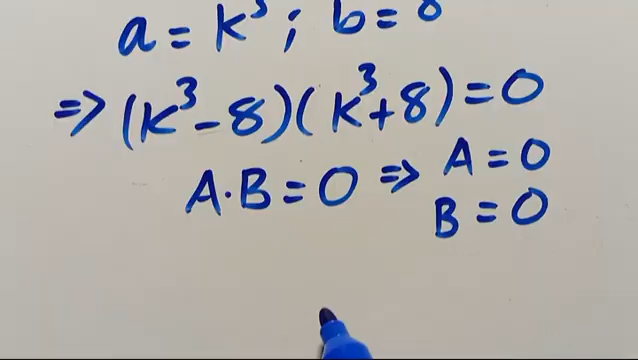 a = k³ ; b = 8
=> (k³ - 8)(k³ + 8) = 0
A · B = 0 => A = 0
B = 0